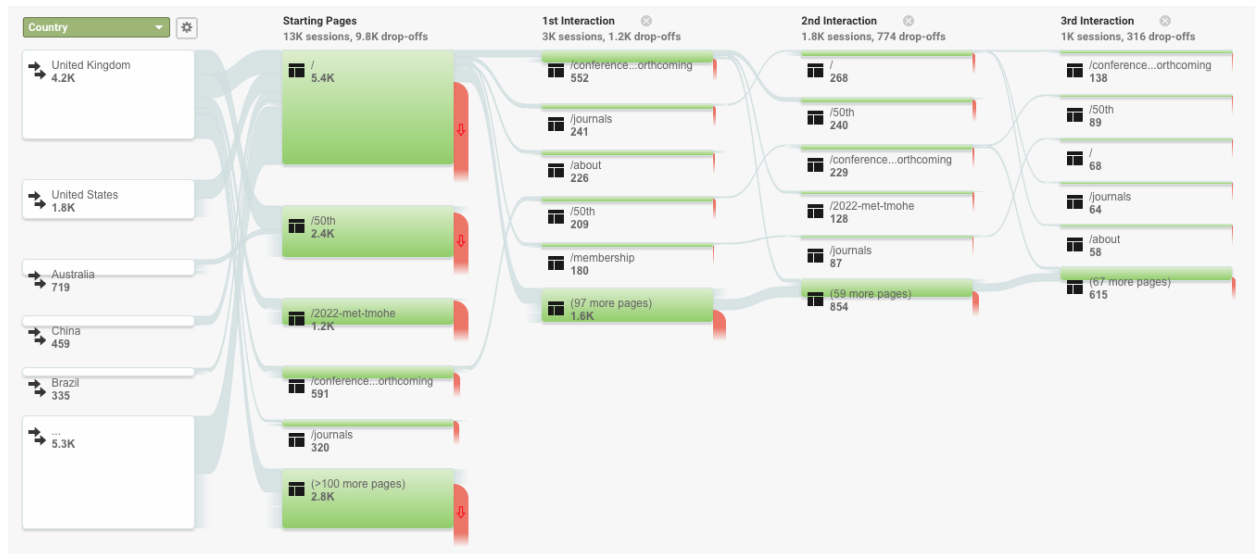 Country
United Kingdom
4.2K
United States
1.8K
Australia
719
China
459
Brazil
335
...
5.3K
Starting Pages
13K sessions, 9.8K drop-offs
/
5.4K
/50th
2.4K
/2022-met-tmohe
1.2K
/conference...orthcoming
591
/journals
320
(>100 more pages)
2.8K
1st Interaction
3K sessions, 1.2K drop-offs
/conference...orthcoming
552
/journals
241
/about
226
/50th
209
/membership
180
(97 more pages)
1.6K
2nd Interaction
1.8K sessions, 774 drop-offs
/
268
/50th
240
/conference...orthcoming
229
/2022-met-tmohe
128
/journals
87
(59 more pages)
854
3rd Interaction
1K sessions, 316 drop-offs
/conference...orthcoming
138
/50th
89
/
68
/journals
64
/about
58
(67 more pages)
615